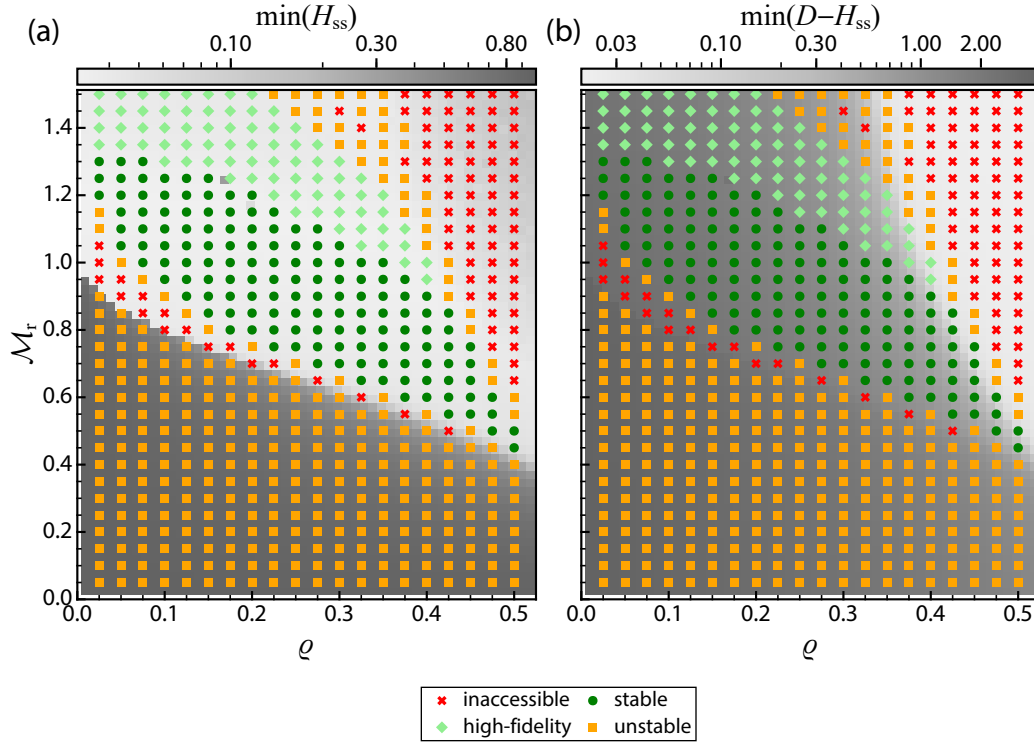 min(H_ss)
min(D−H_ss)
(a)
(b)
0.10 0.30 0.80
0.03 0.10 0.30 1.00 2.00
1.4
1.2
1.0
0.8
0.6
0.4
0.2
0.0
ℳ_r
0.0 0.1 0.2 0.3 0.4 0.5
0.0 0.1 0.2 0.3 0.4 0.5
ϱ
ϱ
inaccessible stable
high-fidelity unstable